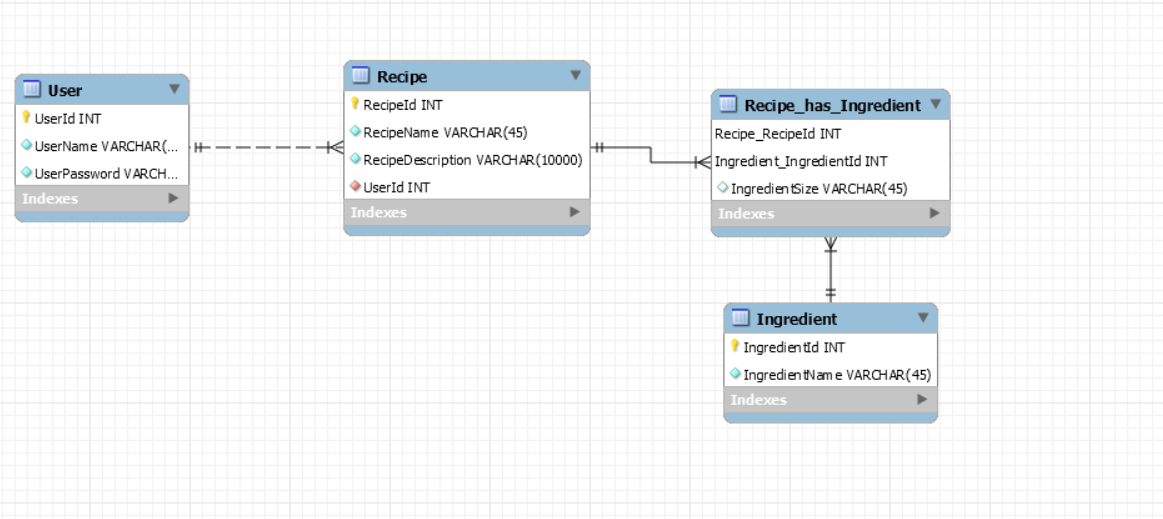 User
UserId INT
UserName VARCHAR(...
UserPassword VARCH...
Indexes
Recipe
RecipeId INT
RecipeName VARCHAR(45)
RecipeDescription VARCHAR(10000)
UserId INT
Indexes
Recipe_has_Ingredient
Recipe_RecipeId INT
Ingredient_IngredientId INT
IngredientSize VARCHAR(45)
Indexes
Ingredient
IngredientId INT
IngredientName VARCHAR(45)
Indexes